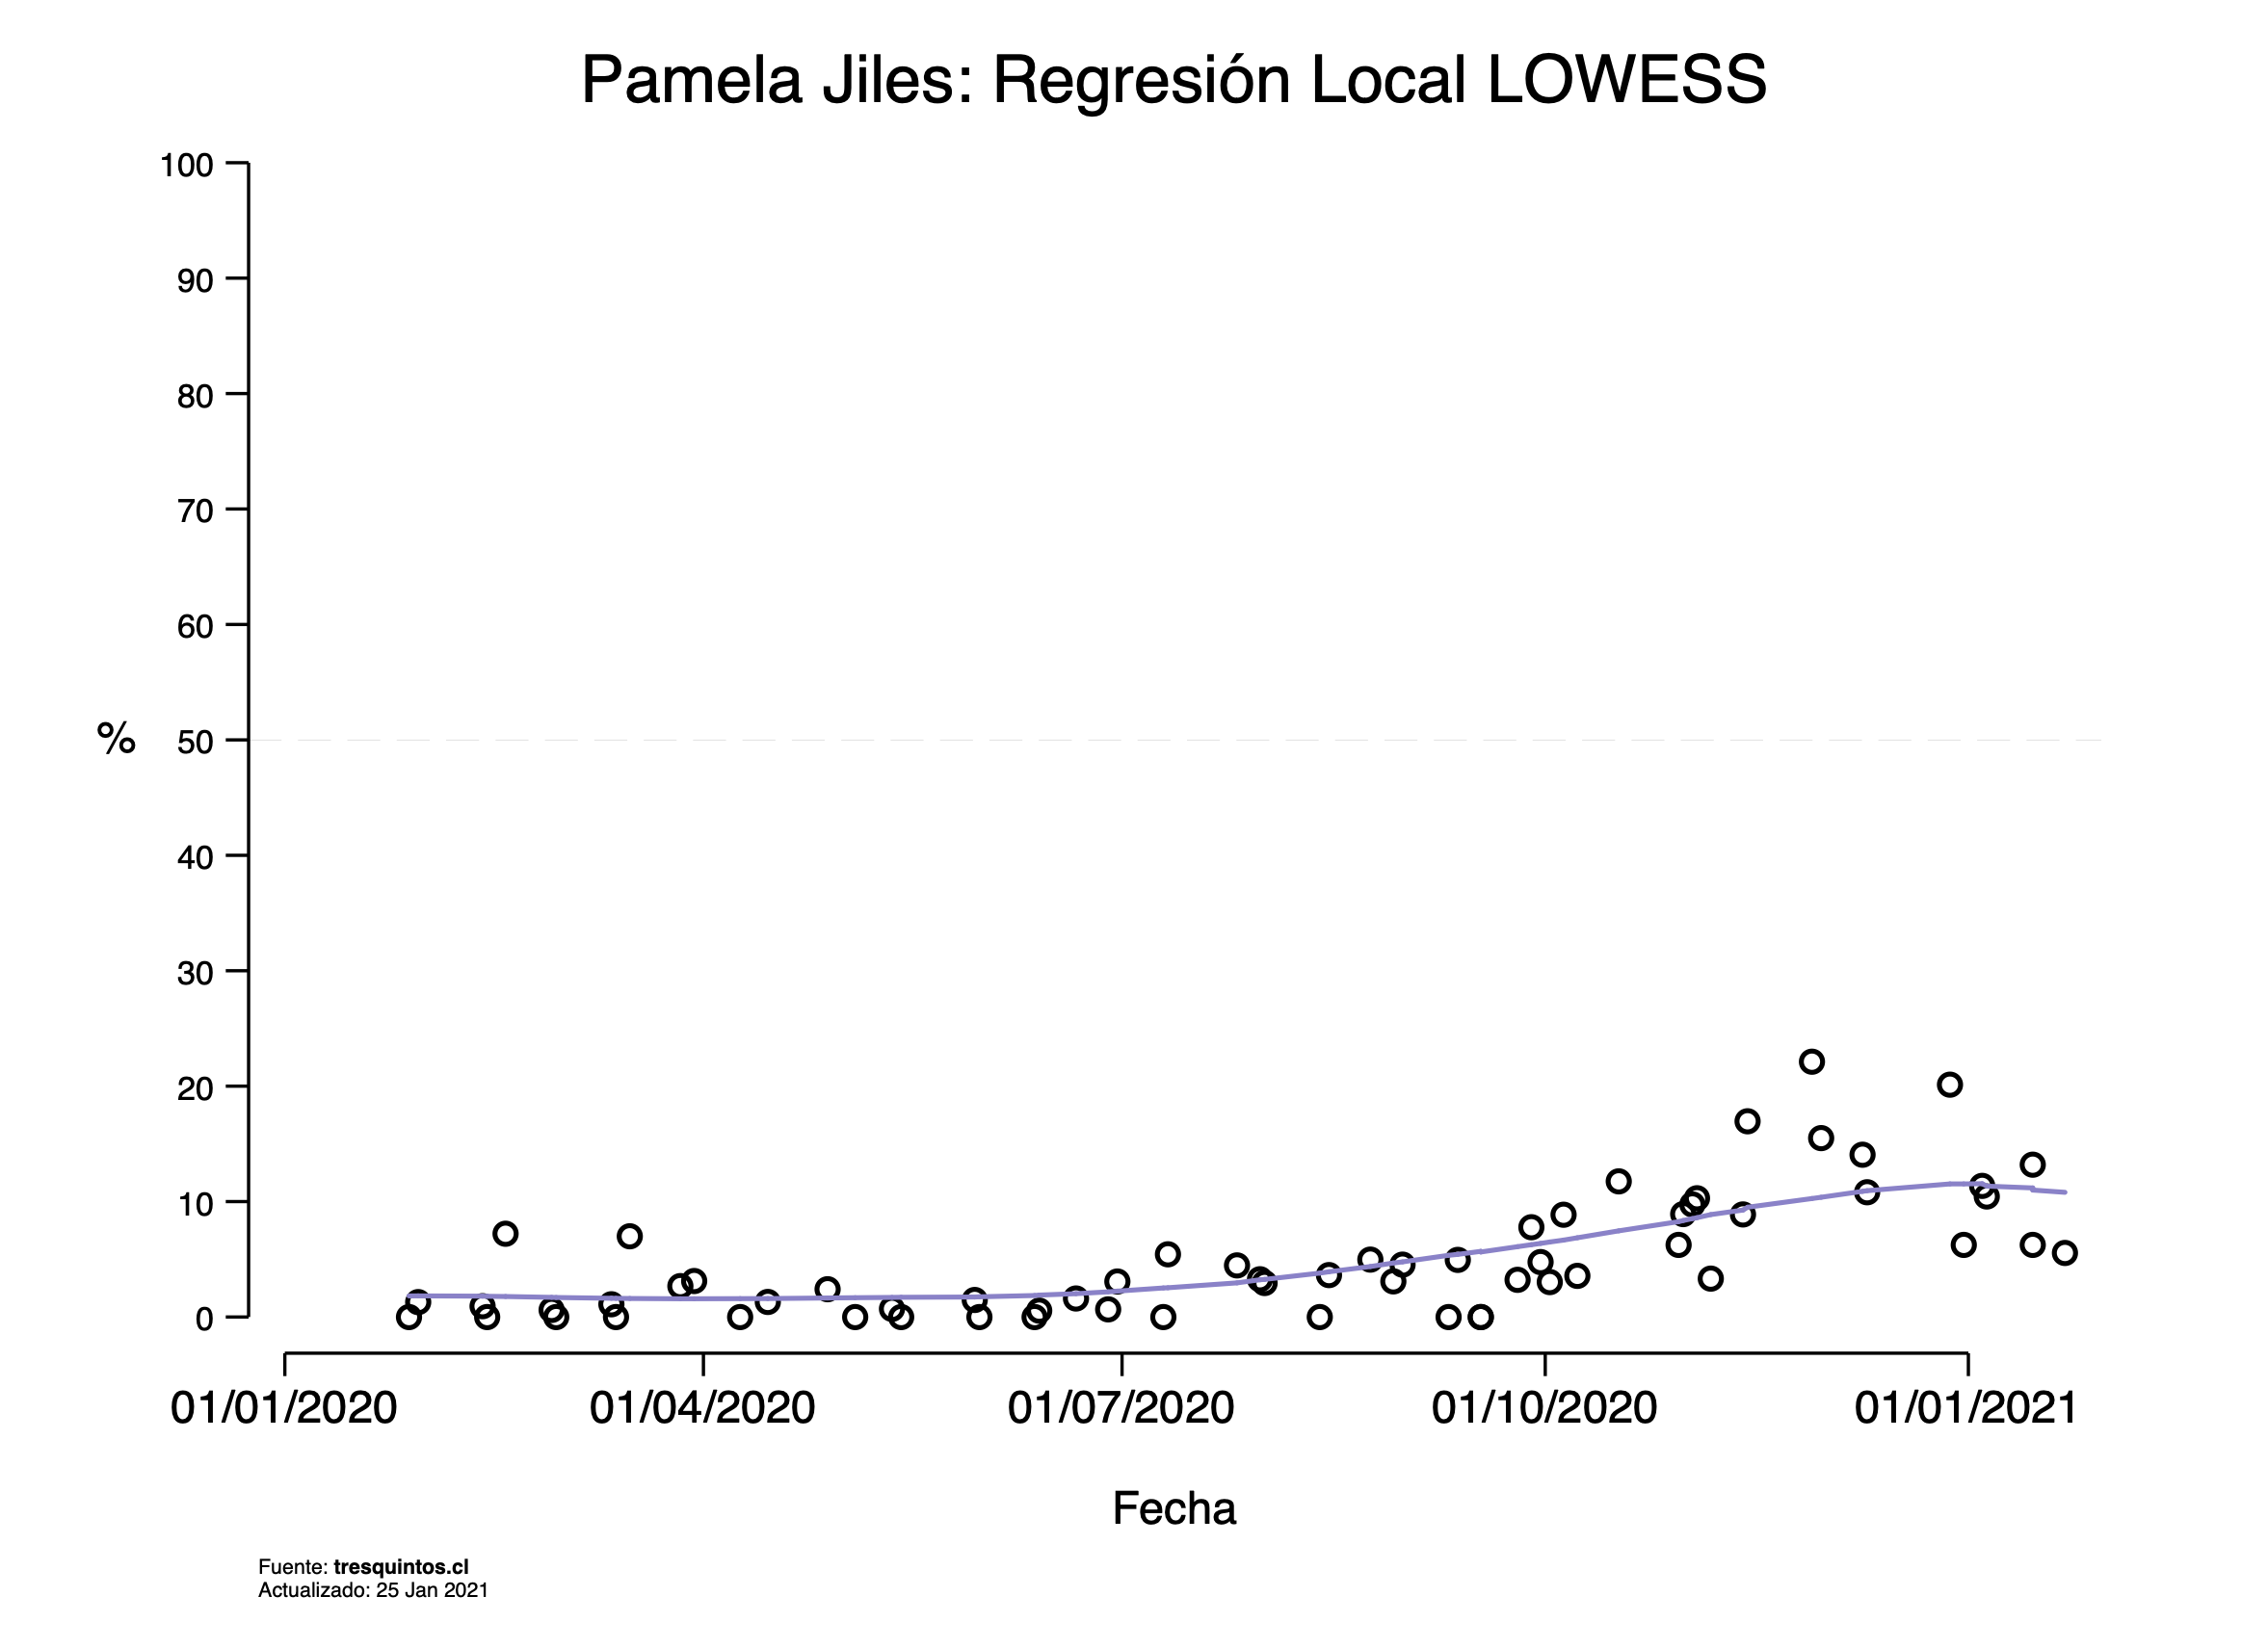 Pamela Jiles: Regresión Local LOWESS
100
90
80
70
60
% 50
40
30
20
10
0
01/01/2020 01/04/2020 01/07/2020 01/10/2020 01/01/2021
Fecha
Fuente: tresquintos.cl
Actualizado: 25 Jan 2021